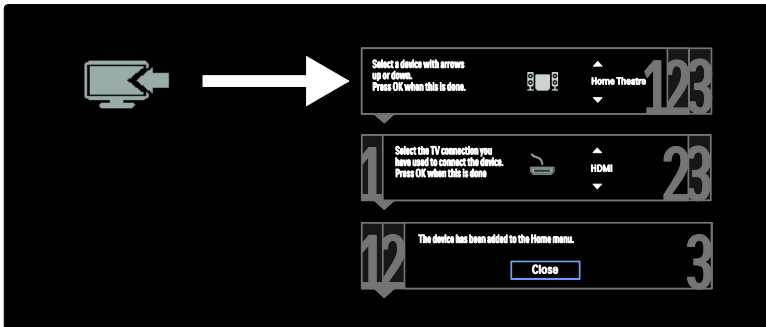 Select a device with arrows
up or down.
Press OK when this is done.
Home Theatre
123
Select the TV connection you
have used to connect the device.
Press OK when this is done
HDMI
1
23
The device has been added to the Home menu.
Close
12
3